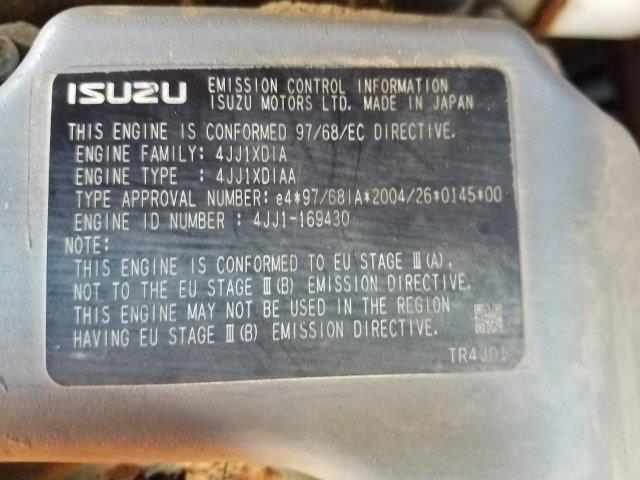 ISUZU EMISSION CONTROL INFORMATION
ISUZU MOTORS LTD. MADE IN JAPAN
THIS ENGINE IS CONFORMED 97/68/EC DIRECTIVE.
ENGINE FAMILY: 4JJ1XDIA
ENGINE TYPE : 4JJ1XDIAA
TYPE APPROVAL NUMBER: e4*97/68IA*2004/26*0145*00
ENGINE ID NUMBER : 4JJ1-169430
NOTE:
THIS ENGINE IS CONFORMED TO EU STAGE Ⅲ(A).
NOT TO THE EU STAGE Ⅲ(B) EMISSION DIRECTIVE.
THIS ENGINE MAY NOT BE USED IN THE REGION
HAVING EU STAGE Ⅲ(B) EMISSION DIRECTIVE.
TR4J01